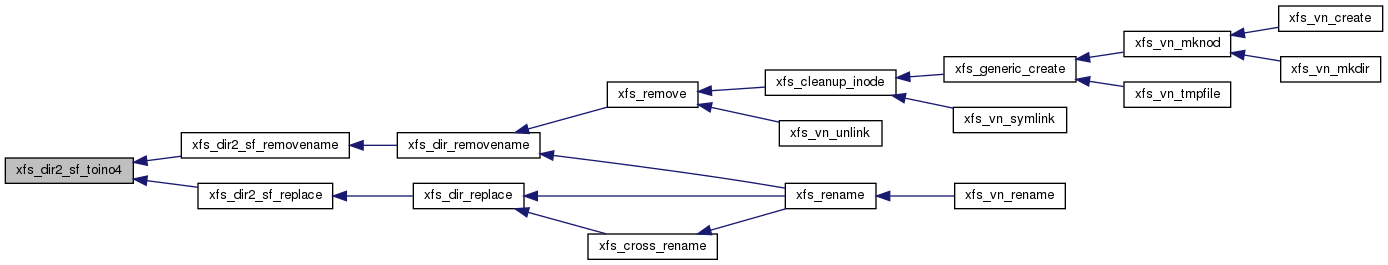 xfs_vn_create
xfs_vn_mknod
xfs_generic_create
xfs_vn_mkdir
xfs_cleanup_inode
xfs_remove
xfs_vn_tmpfile
xfs_vn_symlink
xfs_vn_unlink
xfs_dir2_sf_removename
xfs_dir_removename
xfs_dir2_sf_toino4
xfs_dir2_sf_replace
xfs_dir_replace
xfs_rename
xfs_vn_rename
xfs_cross_rename